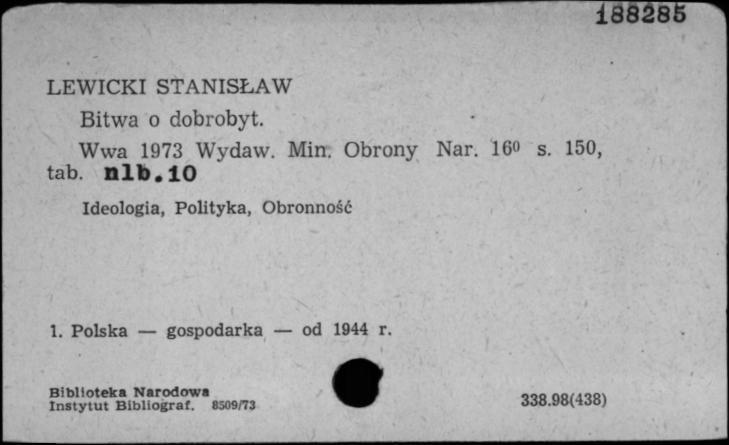 188285
LEWICKI STANISŁAW
Bitwa o dobrobyt.
Wwa 1973 Wydaw. Min. Obrony Nar. 16⁰ s. 150,
tab. nlb.10
Ideologia, Polityka, Obronność
1. Polska — gospodarka — od 1944 r.
Biblioteka Narodowa
Instytut Bibliograf. 8509/73
338.98(438)